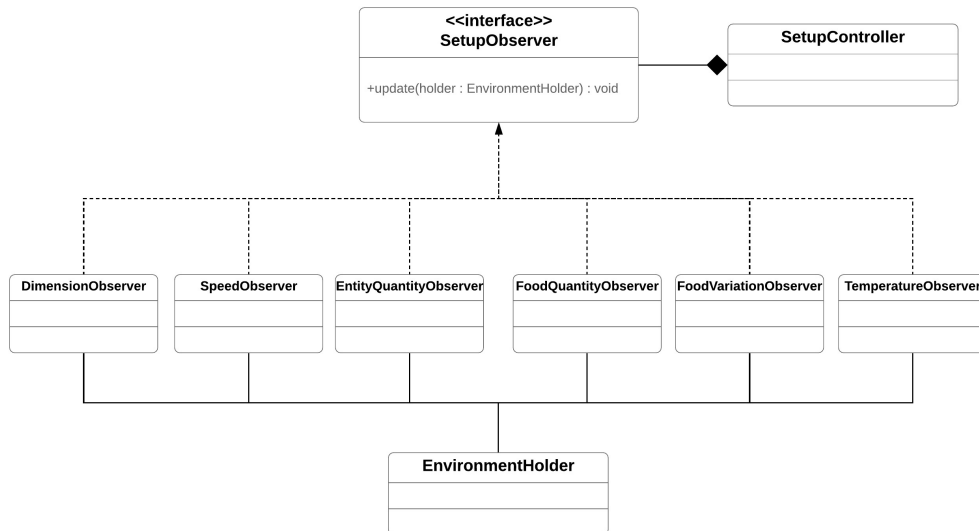 <<interface>>
SetupObserver
+update(holder : EnvironmentHolder) : void
SetupController
DimensionObserver
SpeedObserver
EntityQuantityObserver
FoodQuantityObserver
FoodVariationObserver
TemperatureObserver
EnvironmentHolder